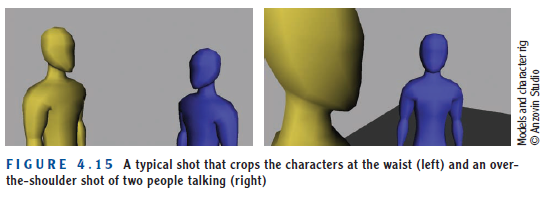 Models and character rig
© Anzovin Studio
FIGURE 4.15 A typical shot that crops the characters at the waist (left) and an over-
the-shoulder shot of two people talking (right)